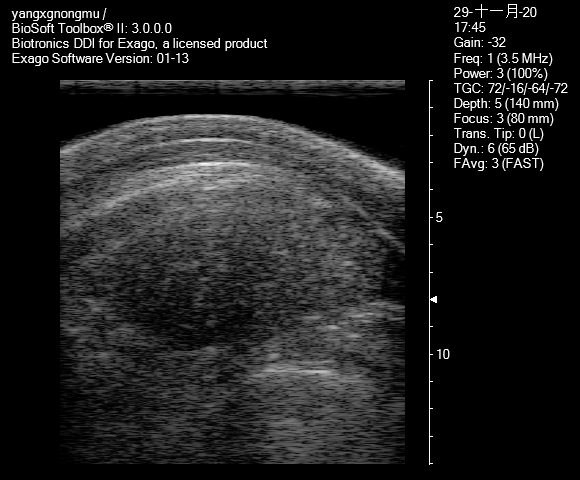 yangxgnongmu /
BioSoft Toolbox® II: 3.0.0.0
Biotronics DDI for Exago, a licensed product
Exago Software Version: 01-13
29-十一月-20
17:45
Gain: -32
Freq: 1 (3.5 MHz)
Power: 3 (100%)
TGC: 72/-16/-64/-72
Depth: 5 (140 mm)
Focus: 3 (80 mm)
Trans. Tip: 0 (L)
Dyn.: 6 (65 dB)
FAvg: 3 (FAST)
5
10